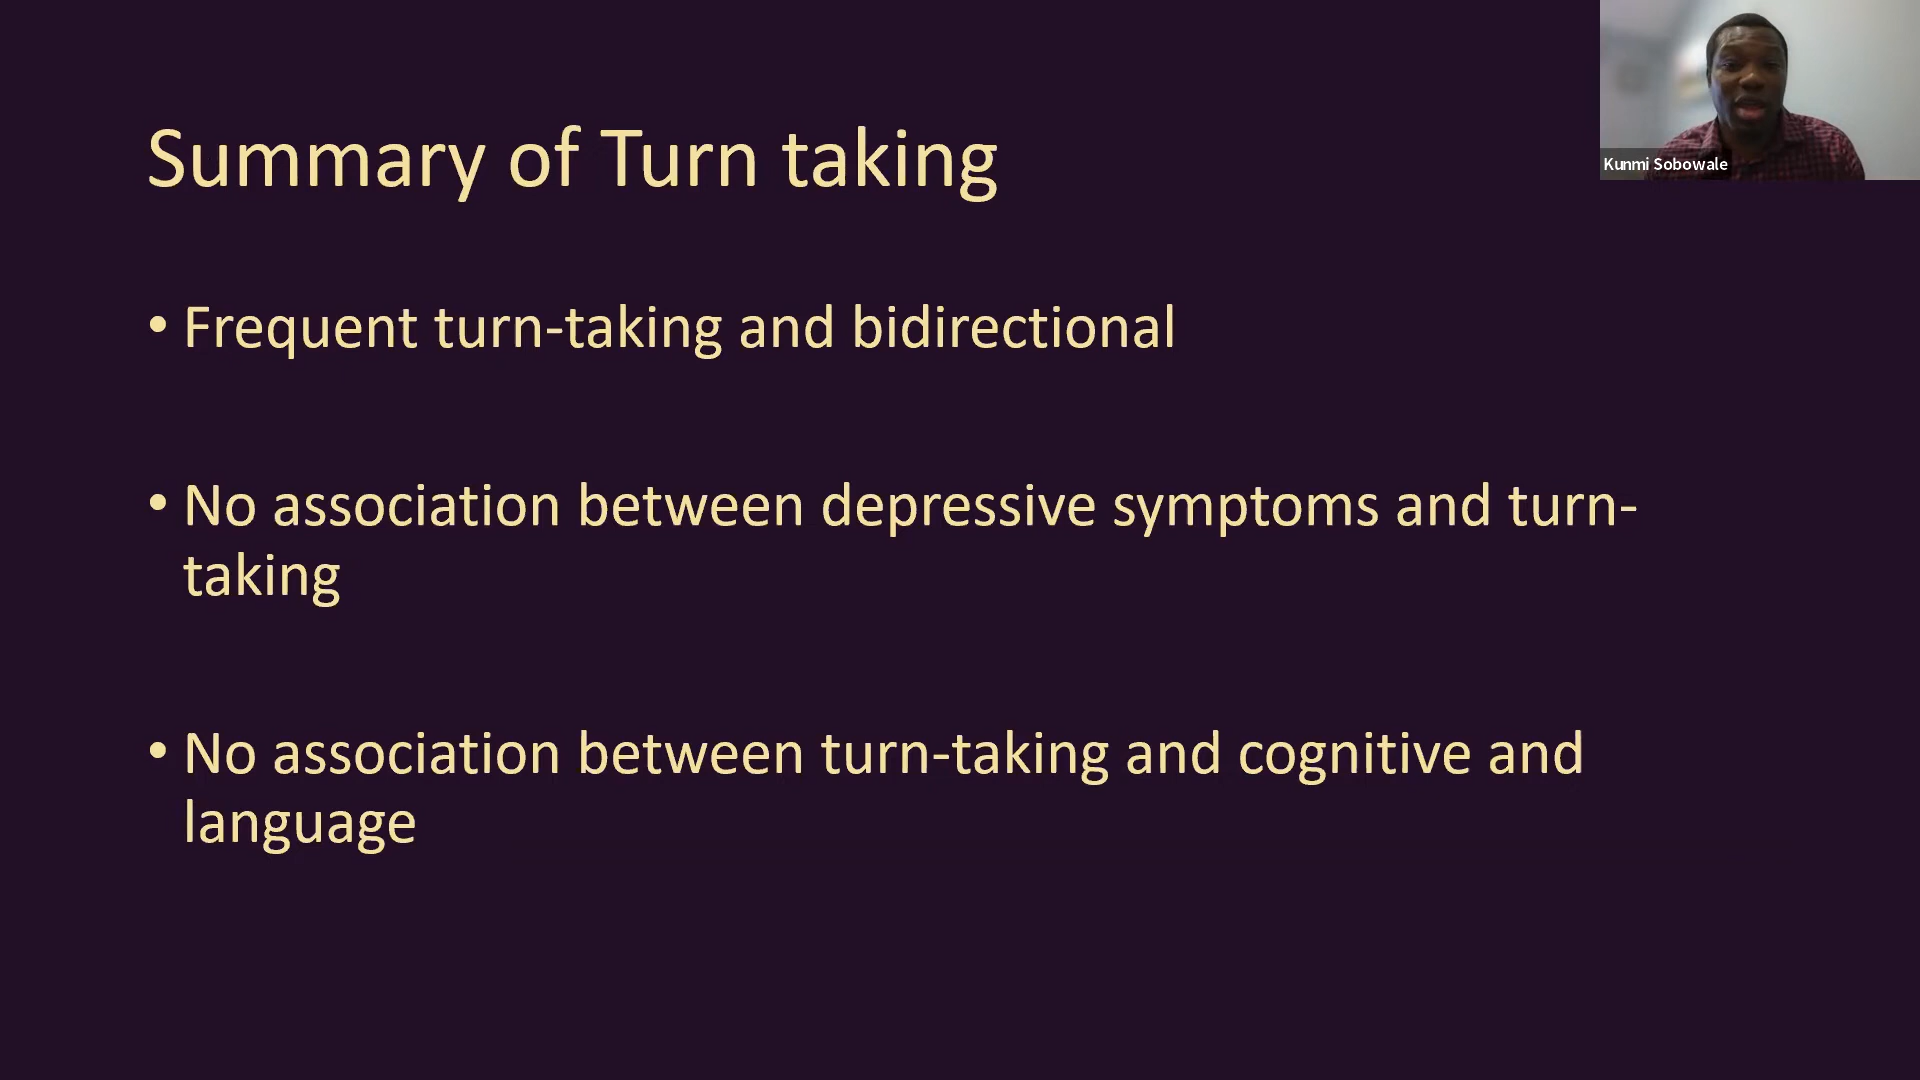 Kunmi Sobowale
Summary of Turn taking
• Frequent turn-taking and bidirectional
• No association between depressive symptoms and turn-
taking
• No association between turn-taking and cognitive and
language